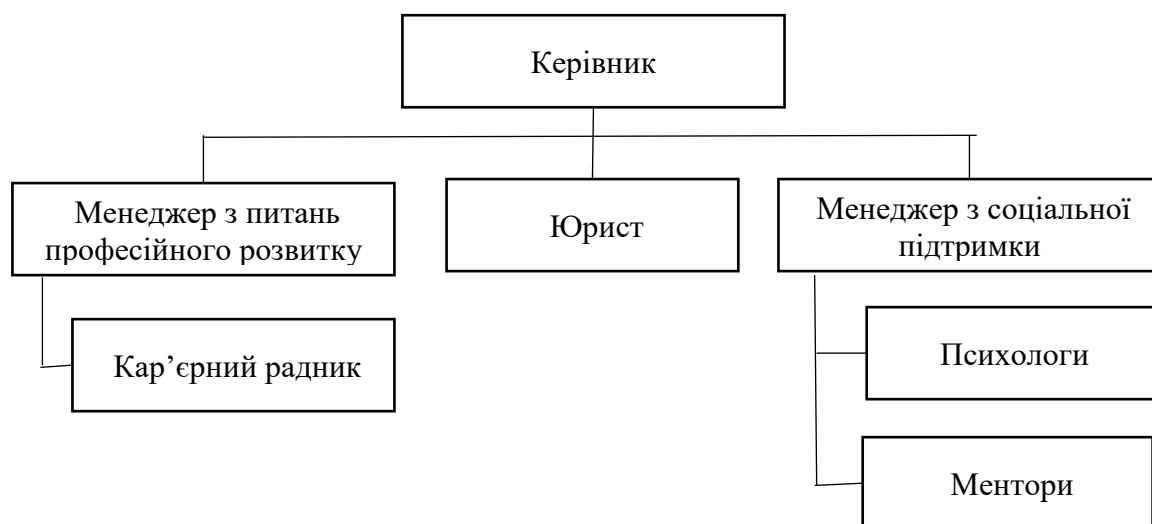 Керівник
Менеджер з питань
професійного розвитку
Юрист
Менеджер з соціальної
підтримки
Кар’єрний радник
Психологи
Ментори